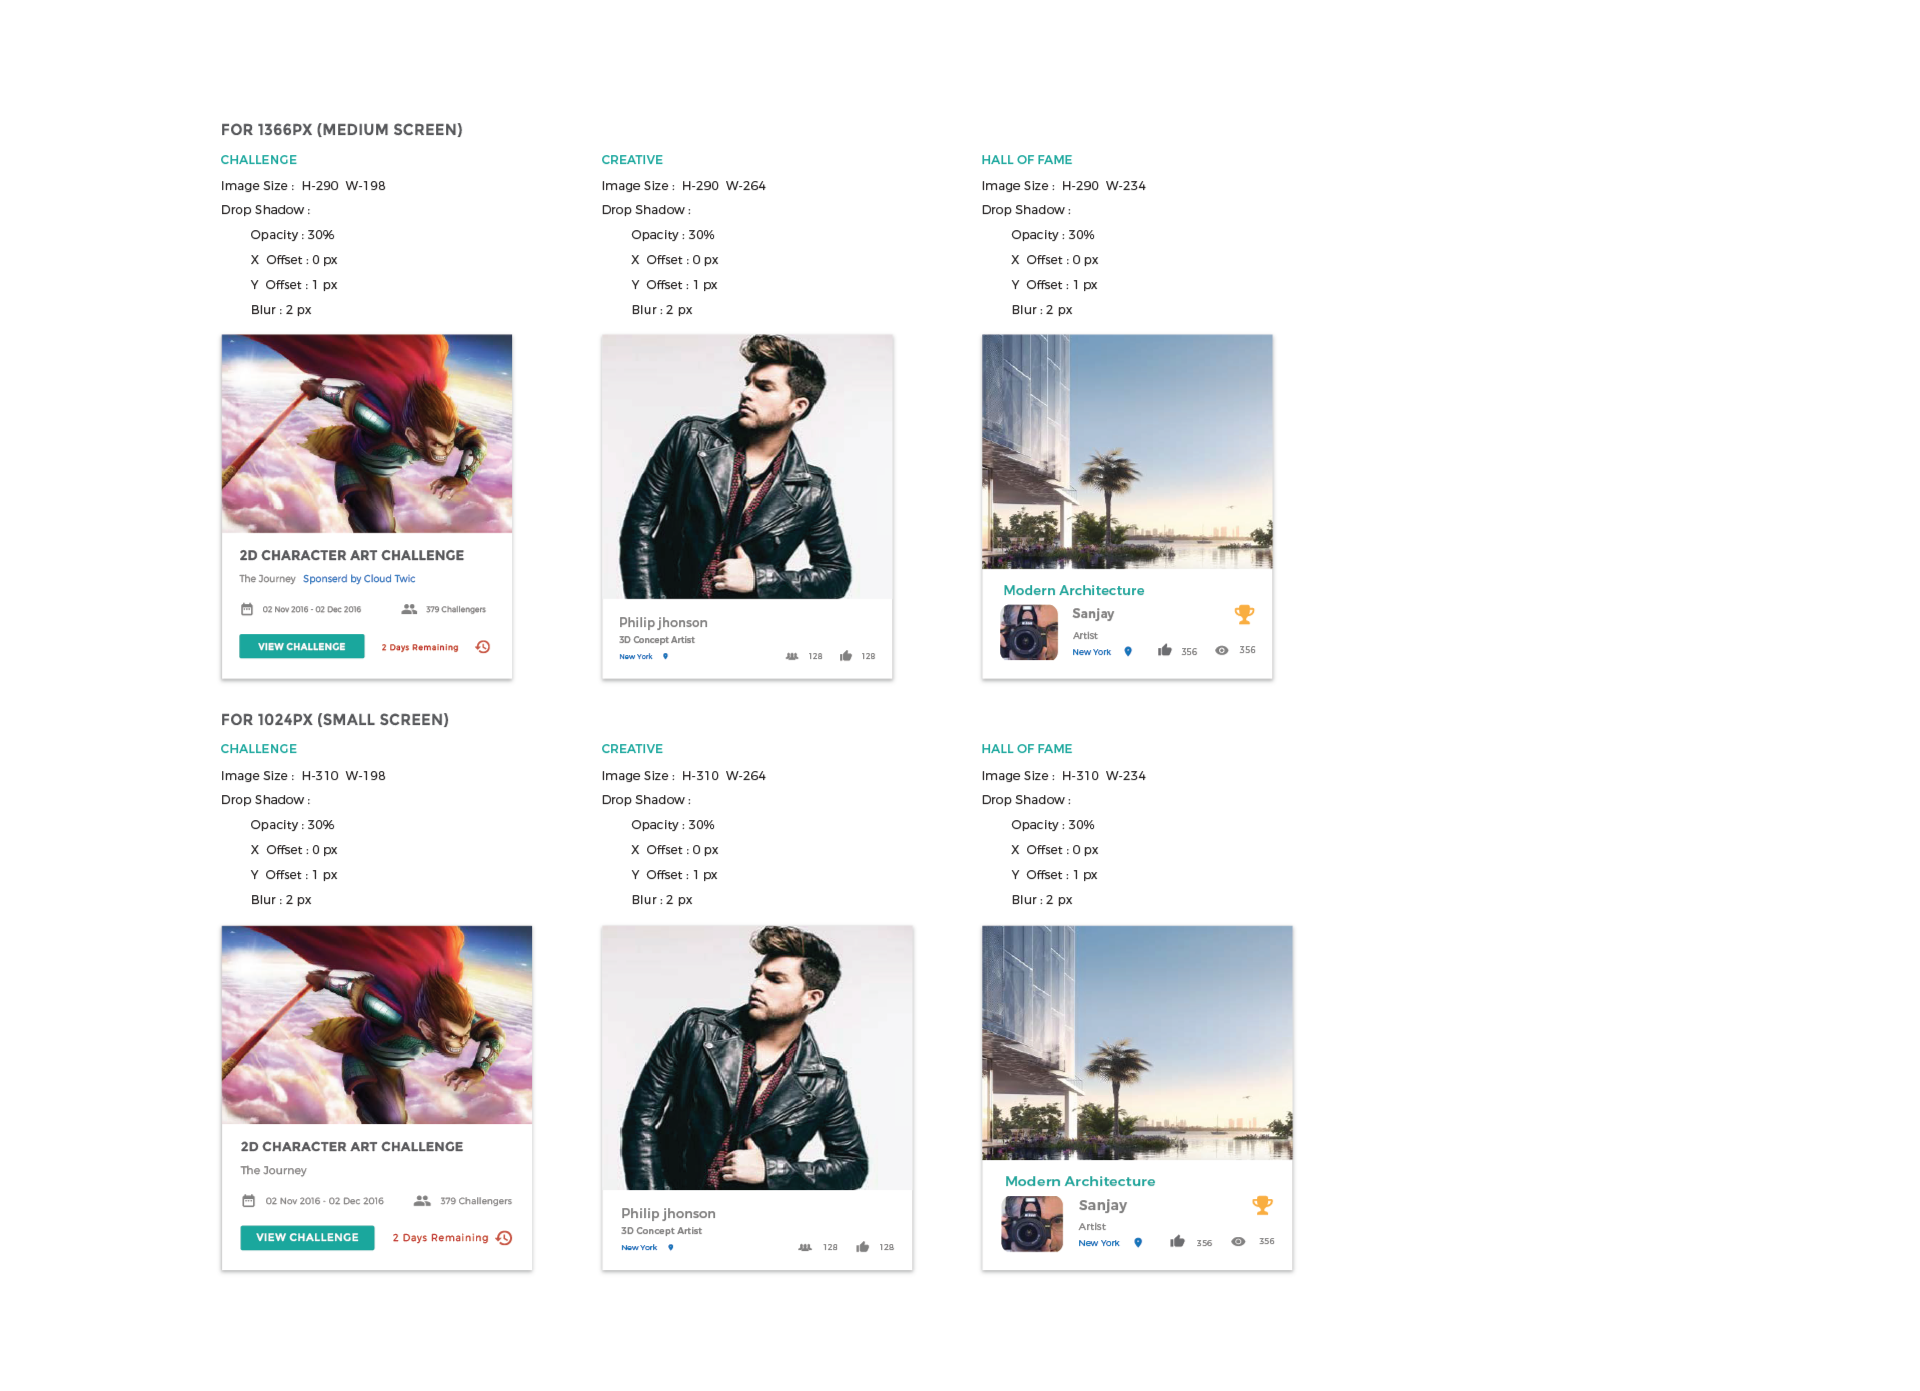 FOR 1366PX (MEDIUM SCREEN)
CHALLENGE
Image Size : H-290 W-198
Drop Shadow :
Opacity : 30%
X Offset : 0 px
Y Offset : 1 px
Blur : 2 px
2D CHARACTER ART CHALLENGE
The Journey Sponserd by Cloud Twic
02 Nov 2016 - 02 Dec 2016 379 Challengers
VIEW CHALLENGE 2 Days Remaining
CREATIVE
Image Size : H-290 W-264
Drop Shadow :
Opacity : 30%
X Offset : 0 px
Y Offset : 1 px
Blur : 2 px
Philip jhonson
3D Concept Artist
New York 128 128
HALL OF FAME
Image Size : H-290 W-234
Drop Shadow :
Opacity : 30%
X Offset : 0 px
Y Offset : 1 px
Blur : 2 px
Modern Architecture
Sanjay
Artist
New York 356 356
FOR 1024PX (SMALL SCREEN)
CHALLENGE
Image Size : H-310 W-198
Drop Shadow :
Opacity : 30%
X Offset : 0 px
Y Offset : 1 px
Blur : 2 px
2D CHARACTER ART CHALLENGE
The Journey
02 Nov 2016 - 02 Dec 2016 379 Challengers
VIEW CHALLENGE 2 Days Remaining
CREATIVE
Image Size : H-310 W-264
Drop Shadow :
Opacity : 30%
X Offset : 0 px
Y Offset : 1 px
Blur : 2 px
Philip jhonson
3D Concept Artist
New York 128 128
HALL OF FAME
Image Size : H-310 W-234
Drop Shadow :
Opacity : 30%
X Offset : 0 px
Y Offset : 1 px
Blur : 2 px
Modern Architecture
Sanjay
Artist
New York 356 356